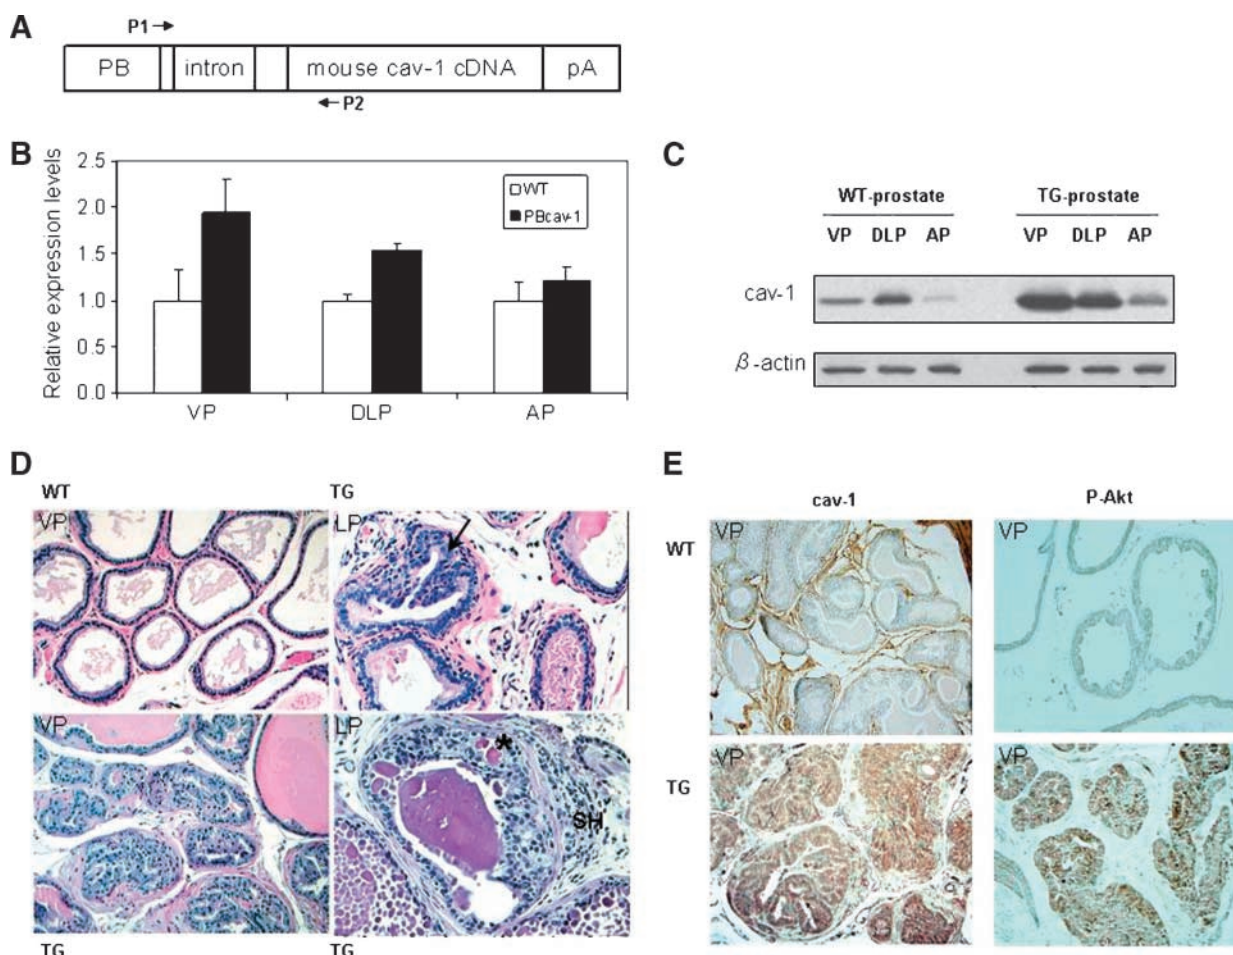 A
P1 →
PB intron mouse cav-1 cDNA pA
← P2
B
Relative expression levels
2.5
2.0
1.5
1.0
0.5
0.0
WT
PBcav-1
VP DLP AP
C
WT-prostate TG-prostate
VP DLP AP VP DLP AP
cav-1
β-actin
D
WT TG
VP LP
VP LP
*
SH
TG TG
E
cav-1 P-Akt
WT
VP VP
TG
VP VP